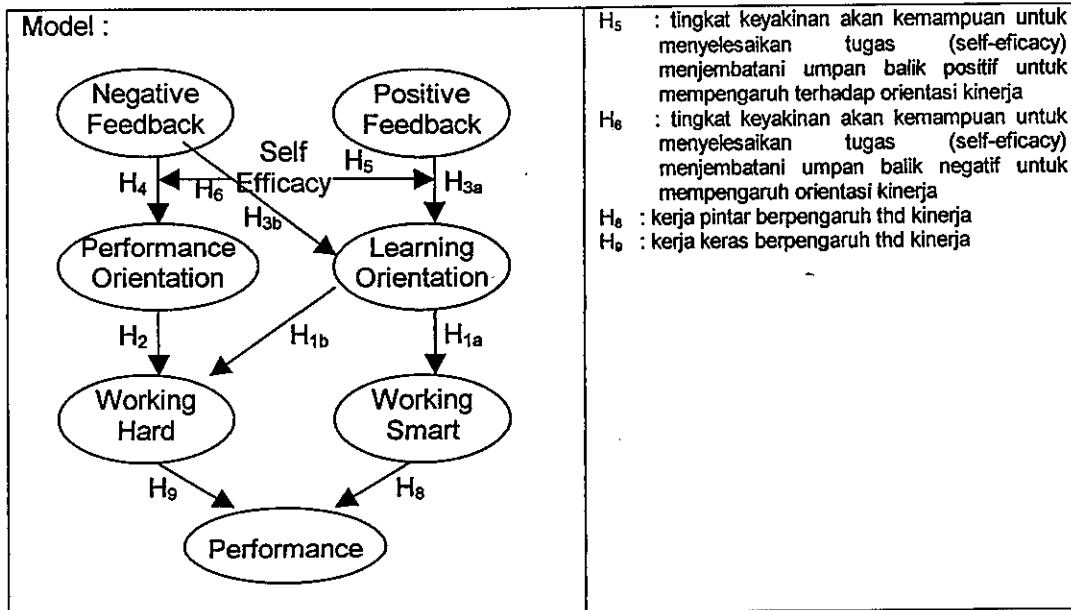 Model :
Negative
Feedback
Positive
Feedback
Self
Efficacy
H₅
H₄
H₆
H₃ₐ
H₃b
Performance
Orientation
Learning
Orientation
H₂
H₁b
H₁ₐ
Working
Hard
Working
Smart
H₉
H₈
Performance
H₅ : tingkat keyakinan akan kemampuan untuk
menyelesaikan tugas (self-eficacy)
menjembatani umpan balik positif untuk
mempengaruh terhadap orientasi kinerja
H₆ : tingkat keyakinan akan kemampuan untuk
menyelesaikan tugas (self-eficacy)
menjembatani umpan balik negatif untuk
mempengaruh orientasi kinerja
H₈ : kerja pintar berpengaruh thd kinerja
H₉ : kerja keras berpengaruh thd kinerja